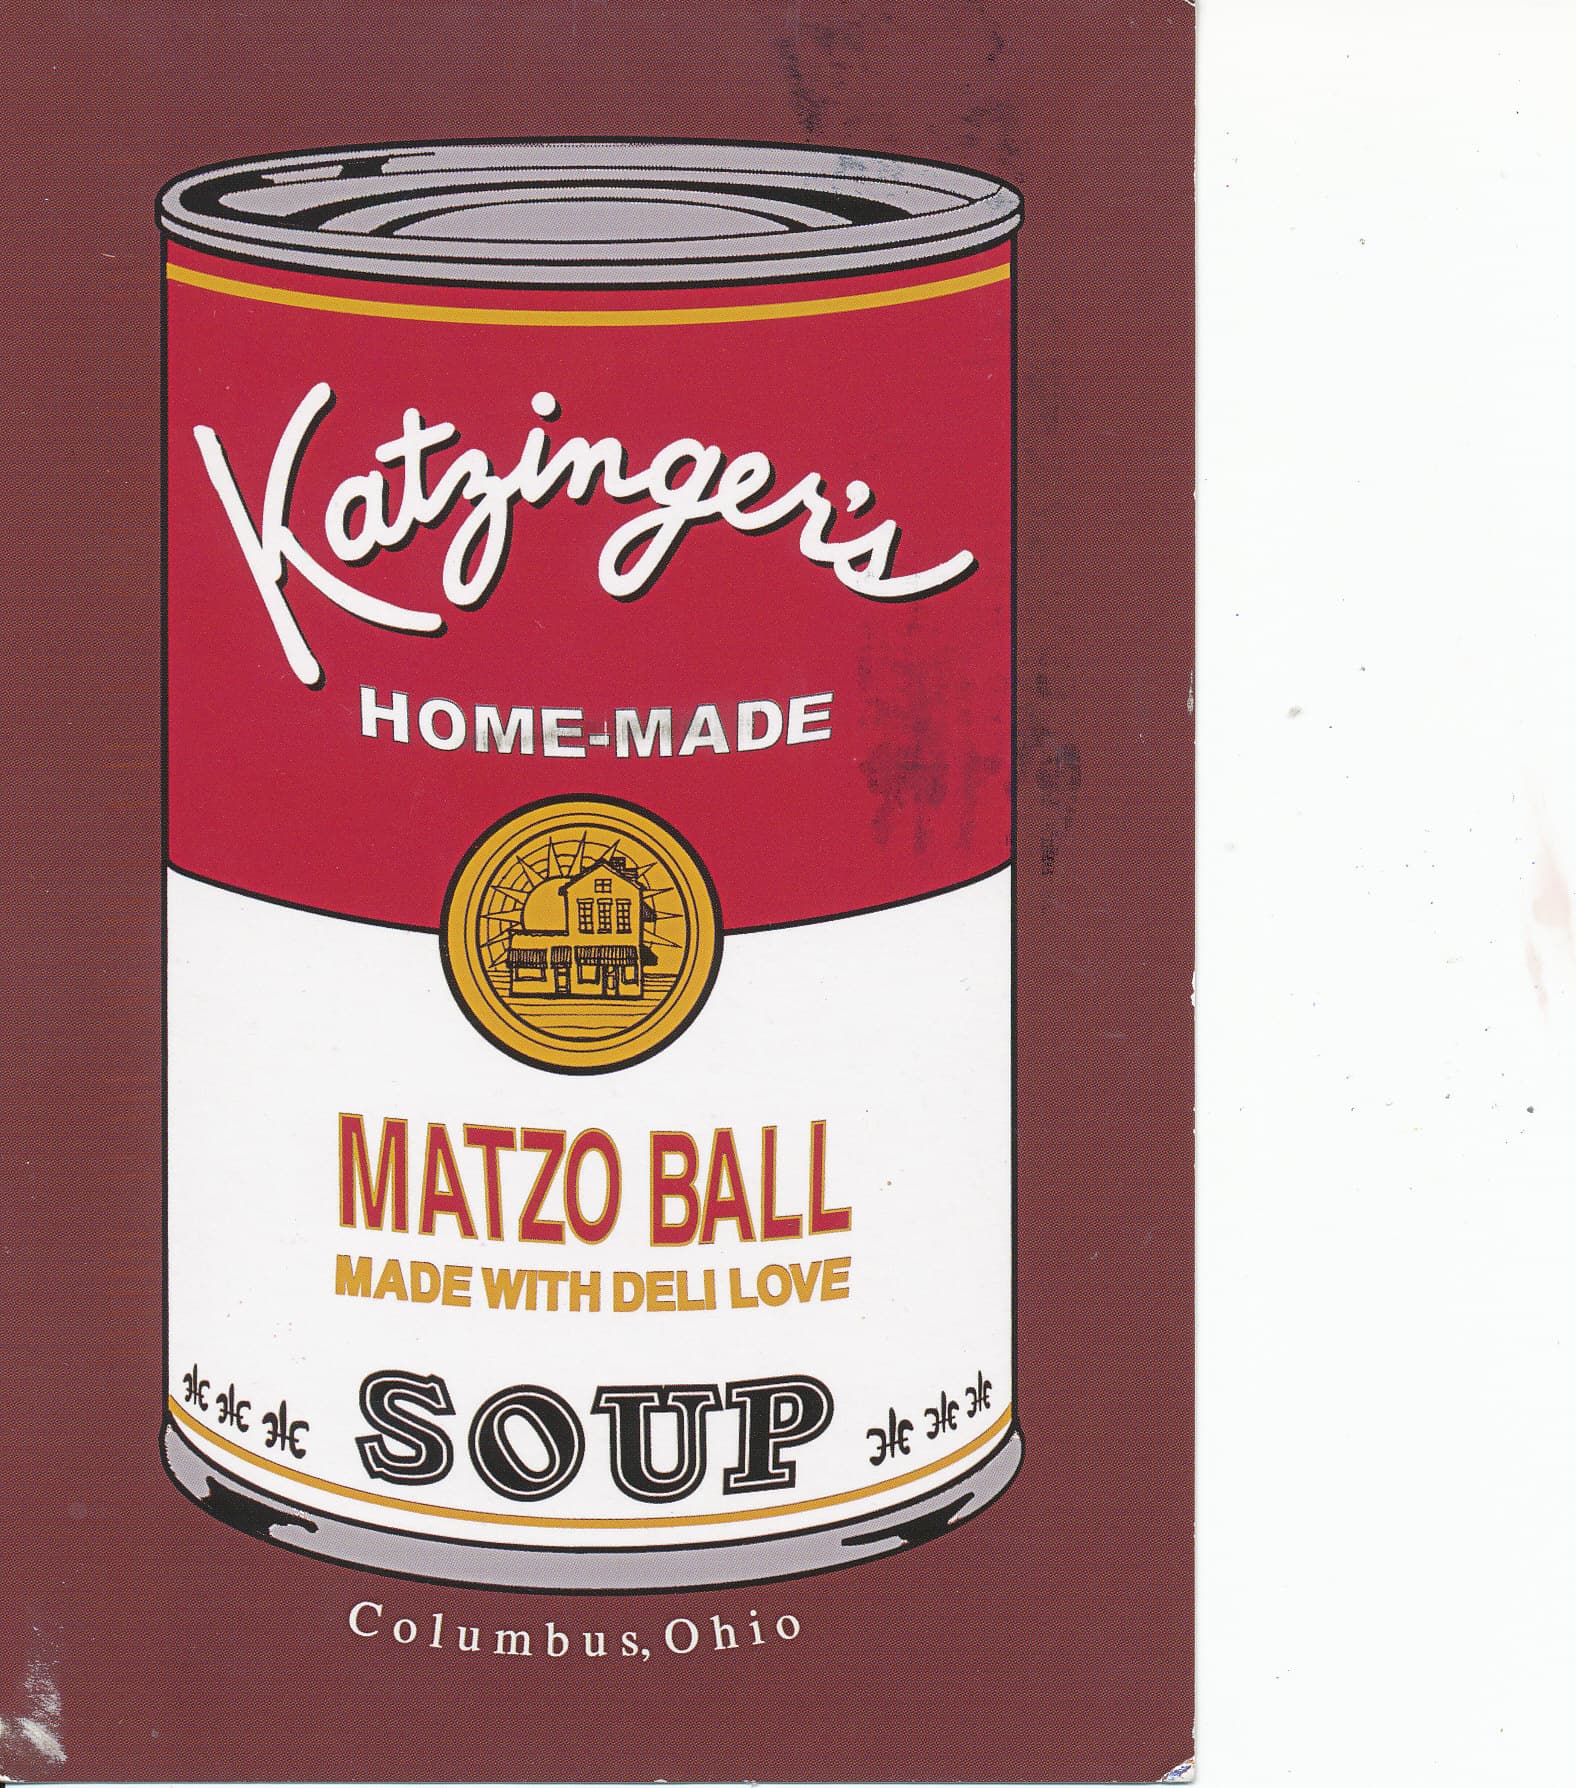 Katzinger's
HOME-MADE
MATZO BALL
MADE WITH DELI LOVE
SOUP
Columbus, Ohio